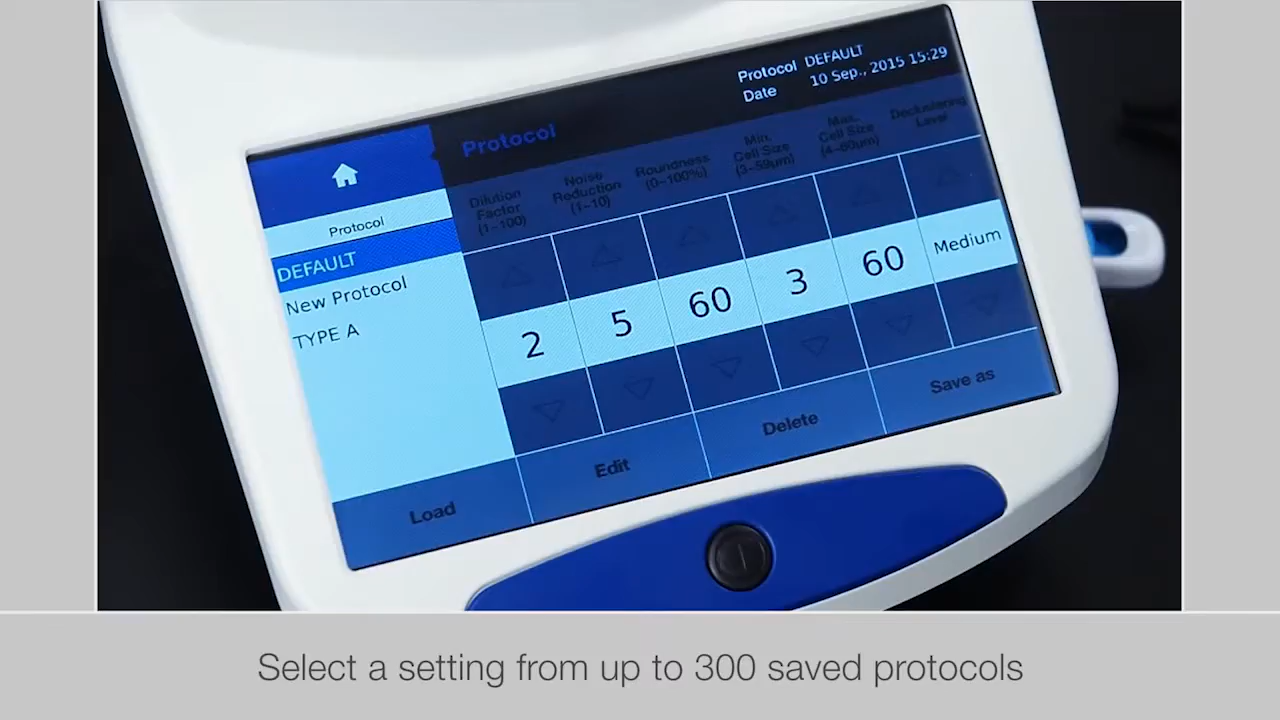 Protocol DEFAULT
Date 10 Sep., 2015 15:29
Protocol
Dilution
Factor
(1~100)
Noise
Reduction
(1~10)
Roundness
(0~100%)
Min.
Cell Size
(3~59μm)
Max.
Cell Size
(4~60μm)
Declustering
Level
Protocol
DEFAULT
New Protocol
TYPE A
2 5 60 3 60 Medium
Load Edit Delete Save as
Select a setting from up to 300 saved protocols